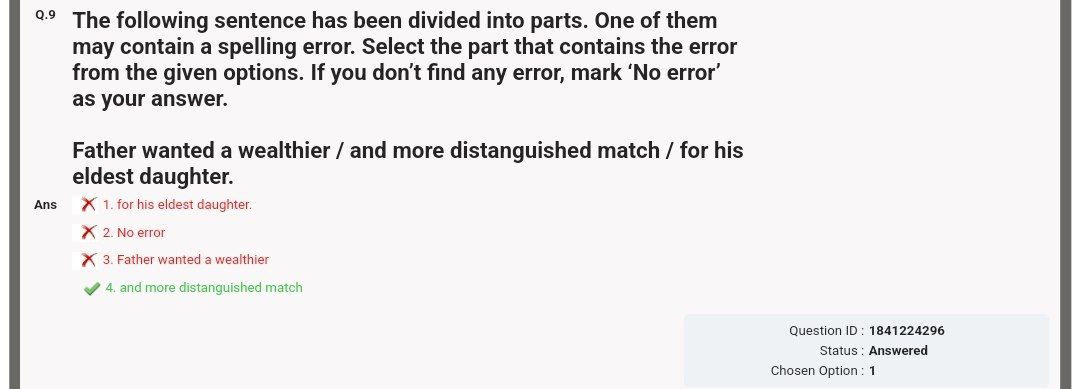 Q.9 The following sentence has been divided into parts. One of them
may contain a spelling error. Select the part that contains the error
from the given options. If you don’t find any error, mark ‘No error’
as your answer.
Father wanted a wealthier / and more distanguished match / for his
eldest daughter.
Ans 1. for his eldest daughter.
2. No error
3. Father wanted a wealthier
4. and more distanguished match
Question ID : 1841224296
Status : Answered
Chosen Option : 1